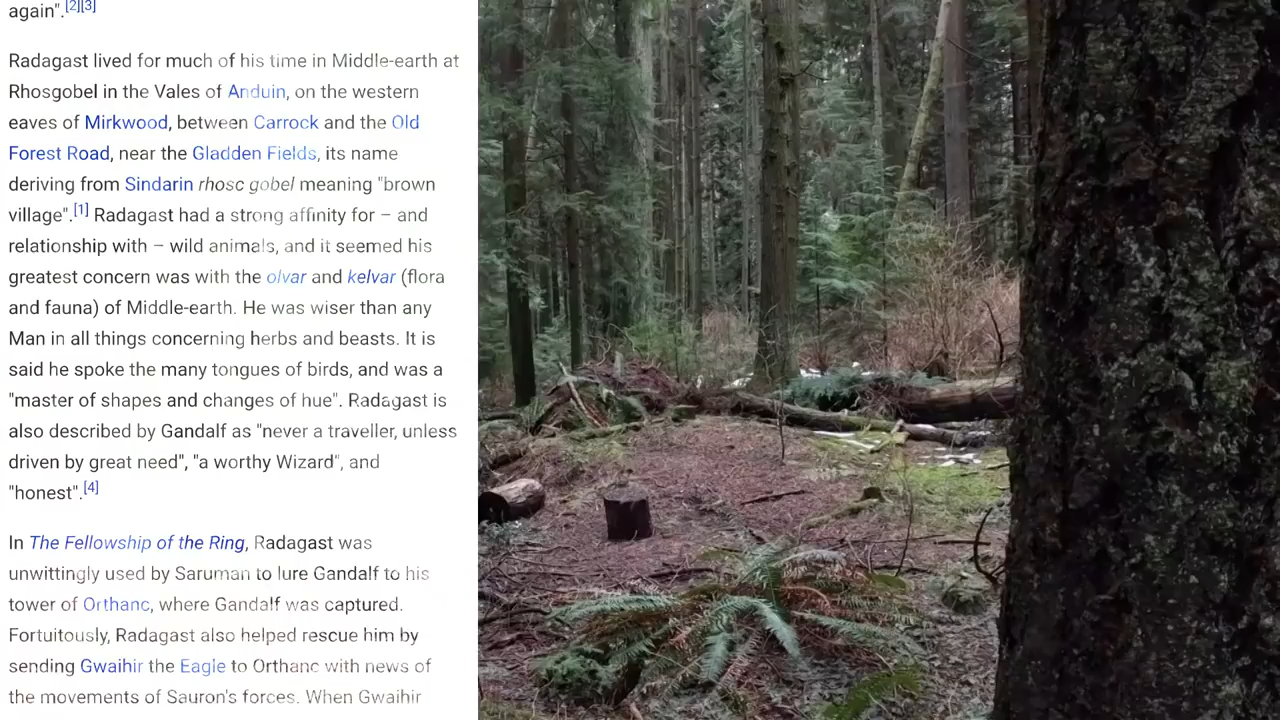 again".[2][3]
Radagast lived for much of his time in Middle-earth at
Rhosgobel in the Vales of Anduin, on the western
eaves of Mirkwood, between Carrock and the Old
Forest Road, near the Gladden Fields, its name
deriving from Sindarin rhosc gobel meaning "brown
village".[1] Radagast had a strong affinity for – and
relationship with – wild animals, and it seemed his
greatest concern was with the olvar and kelvar (flora
and fauna) of Middle-earth. He was wiser than any
Man in all things concerning herbs and beasts. It is
said he spoke the many tongues of birds, and was a
"master of shapes and changes of hue". Radagast is
also described by Gandalf as "never a traveller, unless
driven by great need", "a worthy Wizard", and
"honest".[4]
In The Fellowship of the Ring, Radagast was
unwittingly used by Saruman to lure Gandalf to his
tower of Orthanc, where Gandalf was captured.
Fortuitously, Radagast also helped rescue him by
sending Gwaihir the Eagle to Orthanc with news of
the movements of Sauron's forces. When Gwaihir